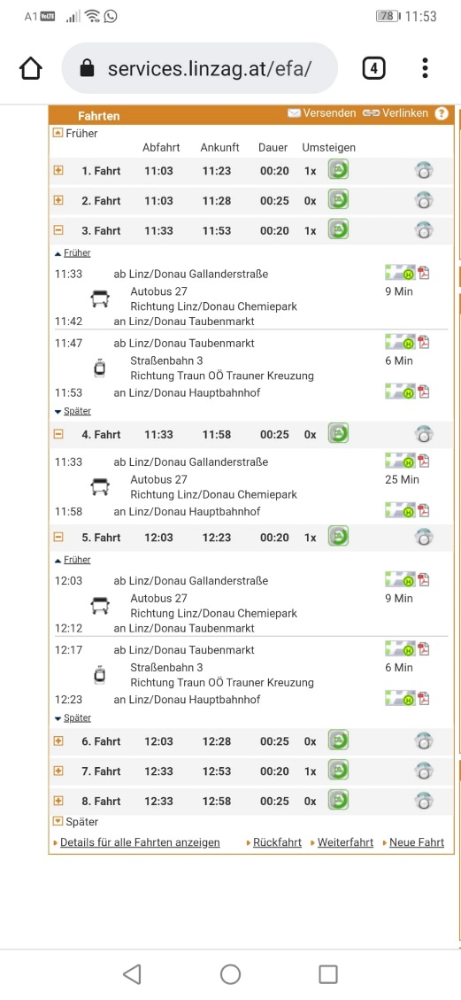 A1 VoLTE 78 11:53
services.linzag.at/efa/ 4
Fahrten Versenden Verlinken ?
Früher
Abfahrt Ankunft Dauer Umsteigen
1. Fahrt 11:03 11:23 00:20 1x
2. Fahrt 11:03 11:28 00:25 0x
3. Fahrt 11:33 11:53 00:20 1x
Früher
11:33 ab Linz/Donau Gallanderstraße
Autobus 27 9 Min
Richtung Linz/Donau Chemiepark
11:42 an Linz/Donau Taubenmarkt
11:47 ab Linz/Donau Taubenmarkt
Straßenbahn 3 6 Min
Richtung Traun OÖ Trauner Kreuzung
11:53 an Linz/Donau Hauptbahnhof
Später
4. Fahrt 11:33 11:58 00:25 0x
11:33 ab Linz/Donau Gallanderstraße
Autobus 27 25 Min
Richtung Linz/Donau Chemiepark
11:58 an Linz/Donau Hauptbahnhof
5. Fahrt 12:03 12:23 00:20 1x
Früher
12:03 ab Linz/Donau Gallanderstraße
Autobus 27 9 Min
Richtung Linz/Donau Chemiepark
12:12 an Linz/Donau Taubenmarkt
12:17 ab Linz/Donau Taubenmarkt
Straßenbahn 3 6 Min
Richtung Traun OÖ Trauner Kreuzung
12:23 an Linz/Donau Hauptbahnhof
Später
6. Fahrt 12:03 12:28 00:25 0x
7. Fahrt 12:33 12:53 00:20 1x
8. Fahrt 12:33 12:58 00:25 0x
Später
Details für alle Fahrten anzeigen Rückfahrt Weiterfahrt Neue Fahrt